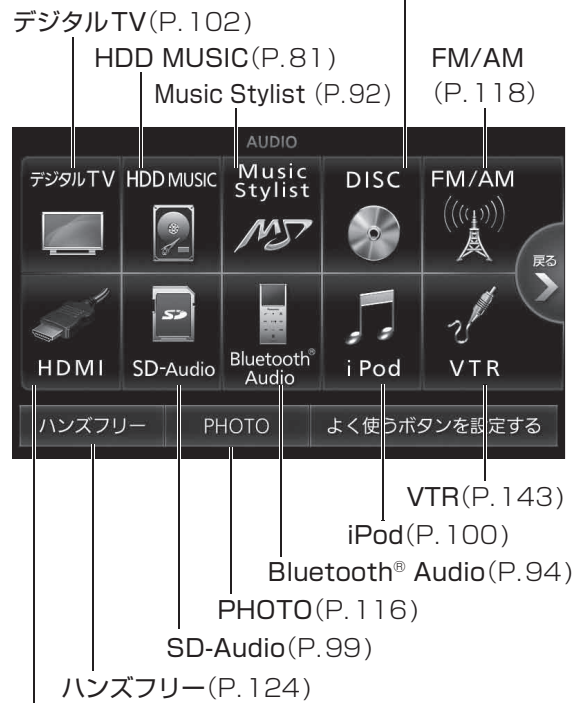 デジタルTV(P.102)
HDD MUSIC(P.81)
Music Stylist (P.92)
FM/AM
(P.118)
AUDIO
デジタルTV
HDD MUSIC
Music
Stylist
DISC
FM/AM
戻る
HDMI
SD-Audio
Bluetooth®
Audio
iPod
VTR
ハンズフリー
PHOTO
よく使うボタンを設定する
VTR(P.143)
iPod(P.100)
Bluetooth® Audio(P.94)
PHOTO(P.116)
SD-Audio(P.99)
ハンズフリー(P.124)